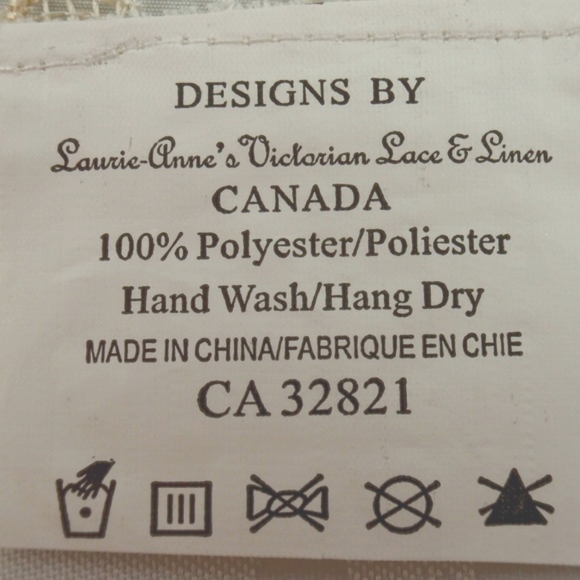 DESIGNS BY
Laurie-Anne's Victorian Lace & Linen
CANADA
100% Polyester/Poliester
Hand Wash/Hang Dry
MADE IN CHINA/FABRIQUE EN CHIE
CA 32821